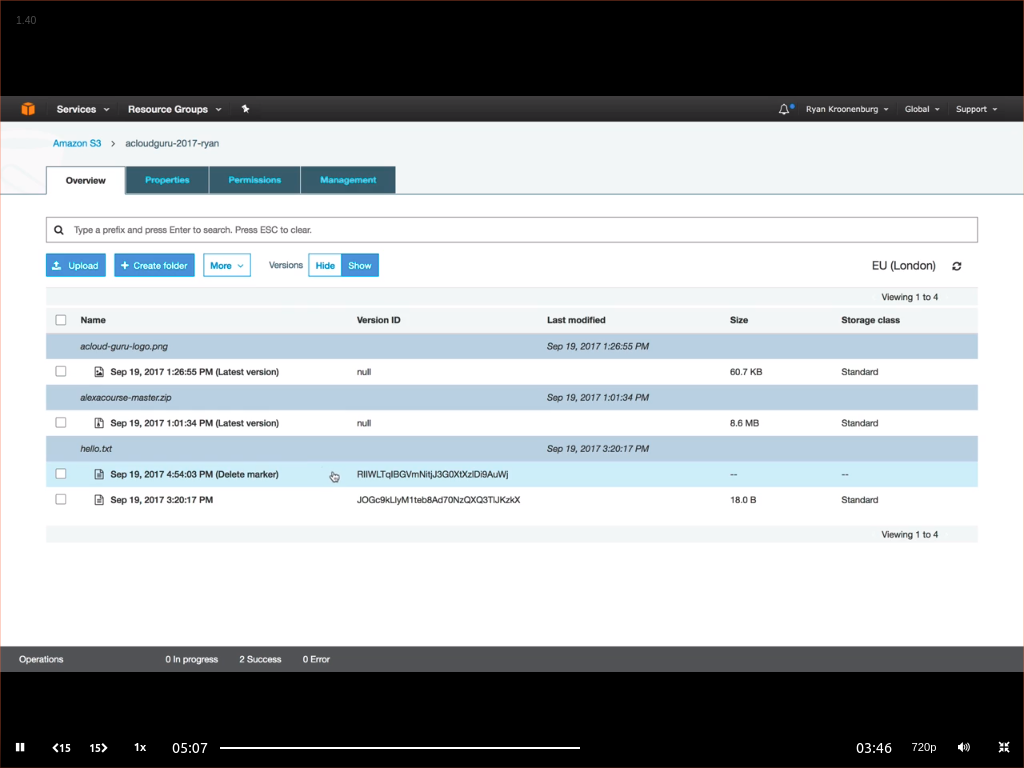 1.40
Services Resource Groups Ryan Kroonenburg Global Support
Amazon S3 > acloudguru-2017-ryan
Overview Properties Permissions Management
Type a prefix and press Enter to search. Press ESC to clear.
Upload + Create folder More Versions Hide Show EU (London)
Viewing 1 to 4
Name Version ID Last modified Size Storage class
acloud-guru-logo.png Sep 19, 2017 1:26:55 PM
Sep 19, 2017 1:26:55 PM (Latest version) null 60.7 KB Standard
alexacourse-master.zip Sep 19, 2017 1:01:34 PM
Sep 19, 2017 1:01:34 PM (Latest version) null 8.6 MB Standard
hello.txt Sep 19, 2017 3:20:17 PM
Sep 19, 2017 4:54:03 PM (Delete marker) -- --
Sep 19, 2017 3:20:17 PM 18.0 B Standard
Viewing 1 to 4
Operations 0 In progress 2 Success 0 Error
15 15 1x 05:07 03:46 720p